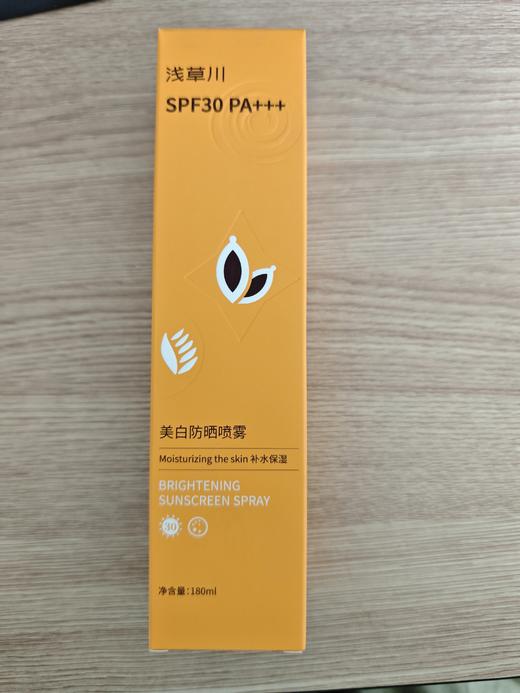 浅草川
SPF30 PA+++
美白防晒喷雾
Moisturizing the skin 补水保湿
BRIGHTENING
SUNSCREEN SPRAY
30
净含量:180ml